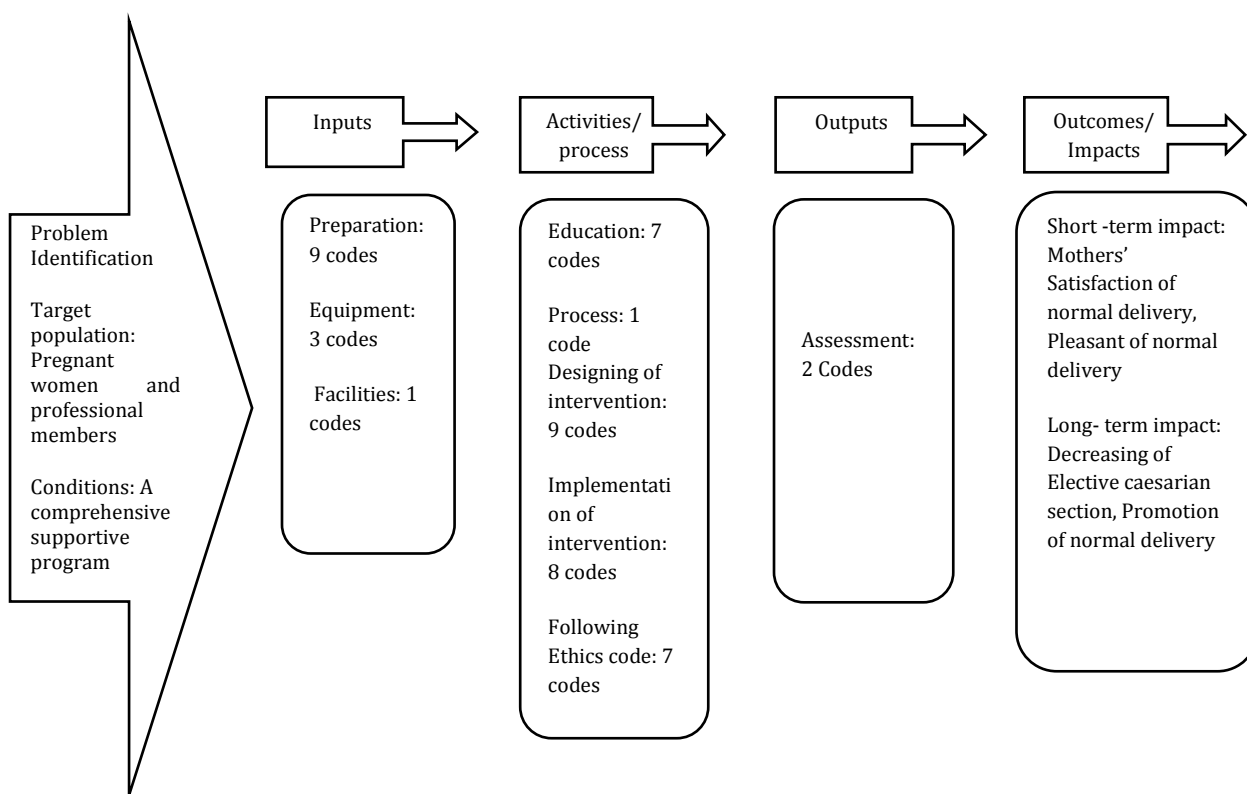 Problem
Identification
Target
population:
Pregnant
women and
professional
members
Conditions: A
comprehensive
supportive
program
Inputs
Preparation:
9 codes
Equipment:
3 codes
Facilities: 1
codes
Activities/
process
Education: 7
codes
Process: 1
code
Designing of
intervention:
9 codes
Implementati
on of
intervention:
8 codes
Following
Ethics code: 7
codes
Outputs
Assessment:
2 Codes
Outcomes/
Impacts
Short -term impact:
Mothers’
Satisfaction of
normal delivery,
Pleasant of normal
delivery
Long- term impact:
Decreasing of
Elective caesarian
section, Promotion
of normal delivery